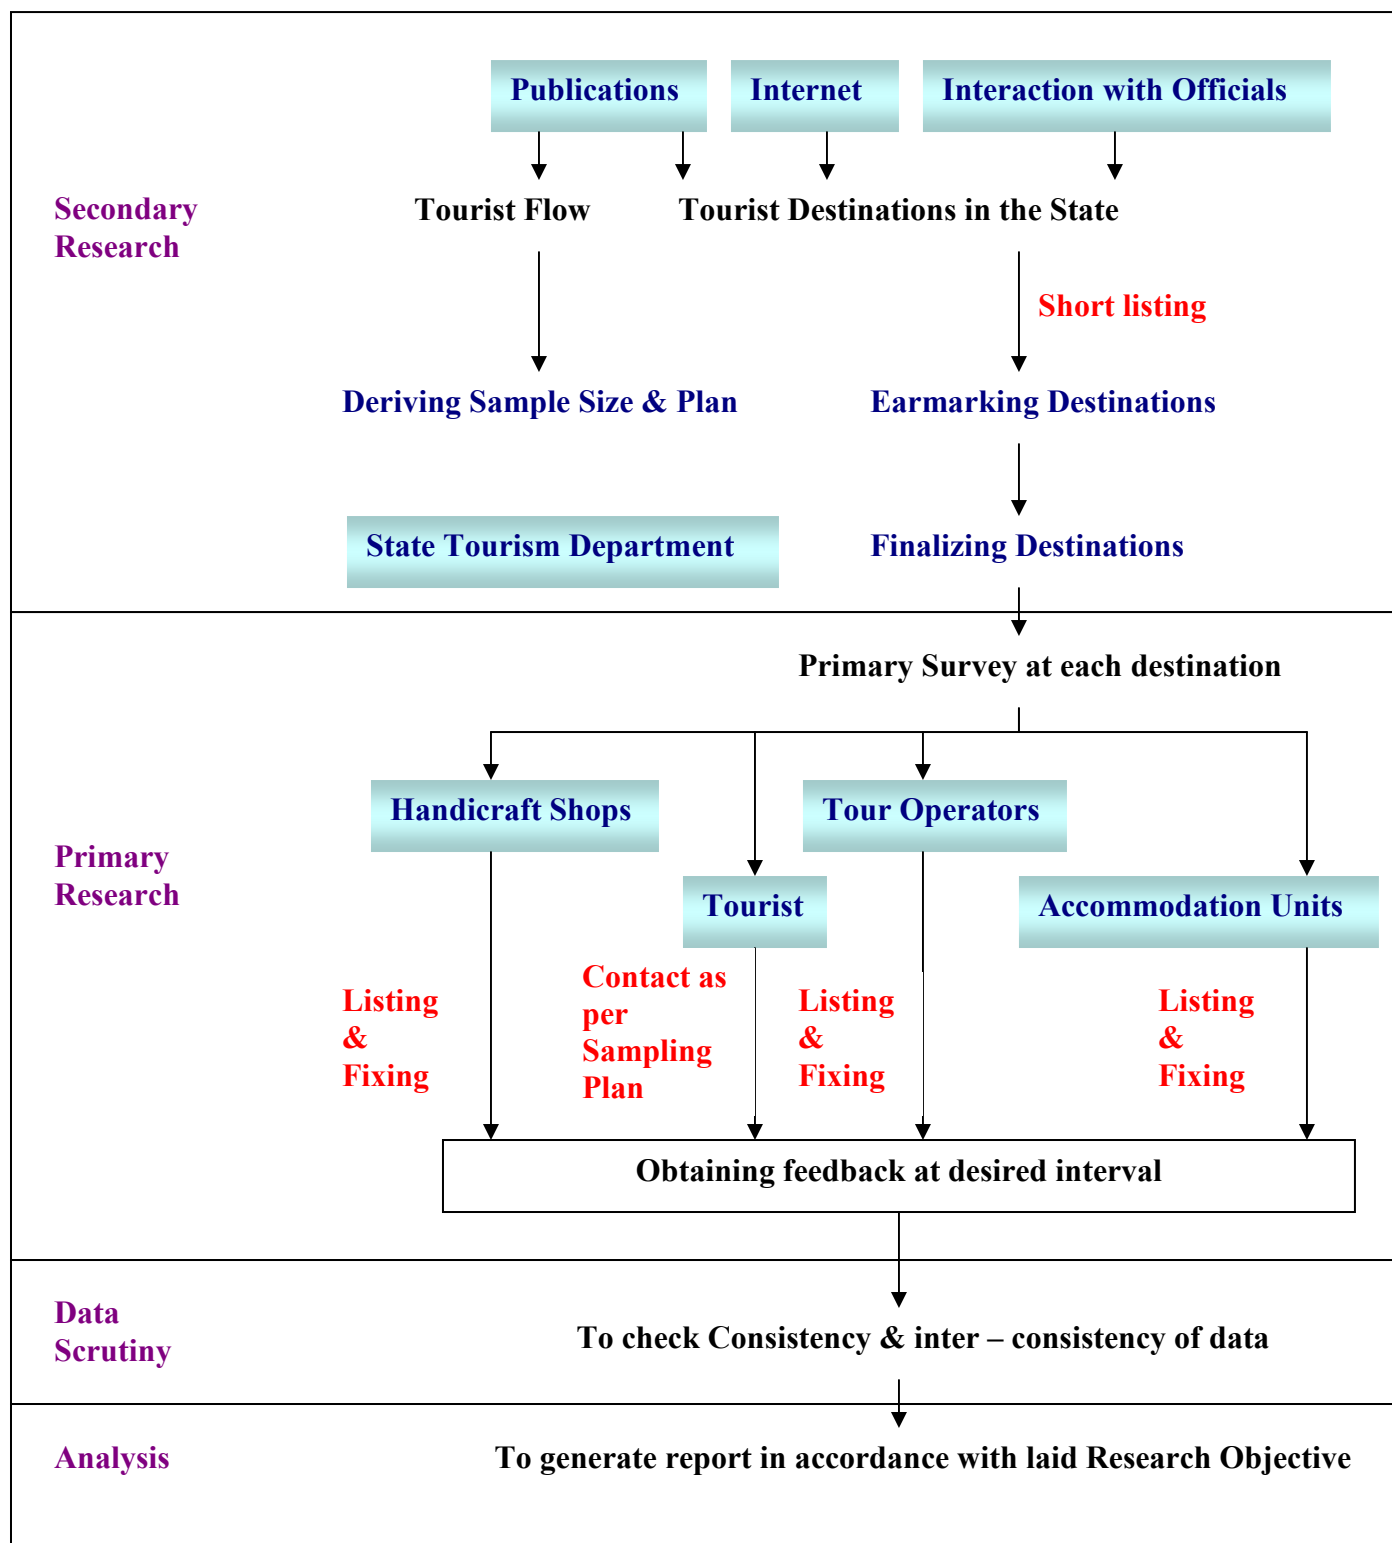 Publications Internet Interaction with Officials
Secondary
Research
Tourist Flow Tourist Destinations in the State
Short listing
Deriving Sample Size & Plan Earmarking Destinations
State Tourism Department Finalizing Destinations
Primary Survey at each destination
Handicraft Shops Tour Operators
Primary
Research
Tourist Accommodation Units
Listing
&
Fixing
Contact as
per
Sampling
Plan
Listing
&
Fixing
Listing
&
Fixing
Obtaining feedback at desired interval
Data
Scrutiny
To check Consistency & inter – consistency of data
Analysis To generate report in accordance with laid Research Objective